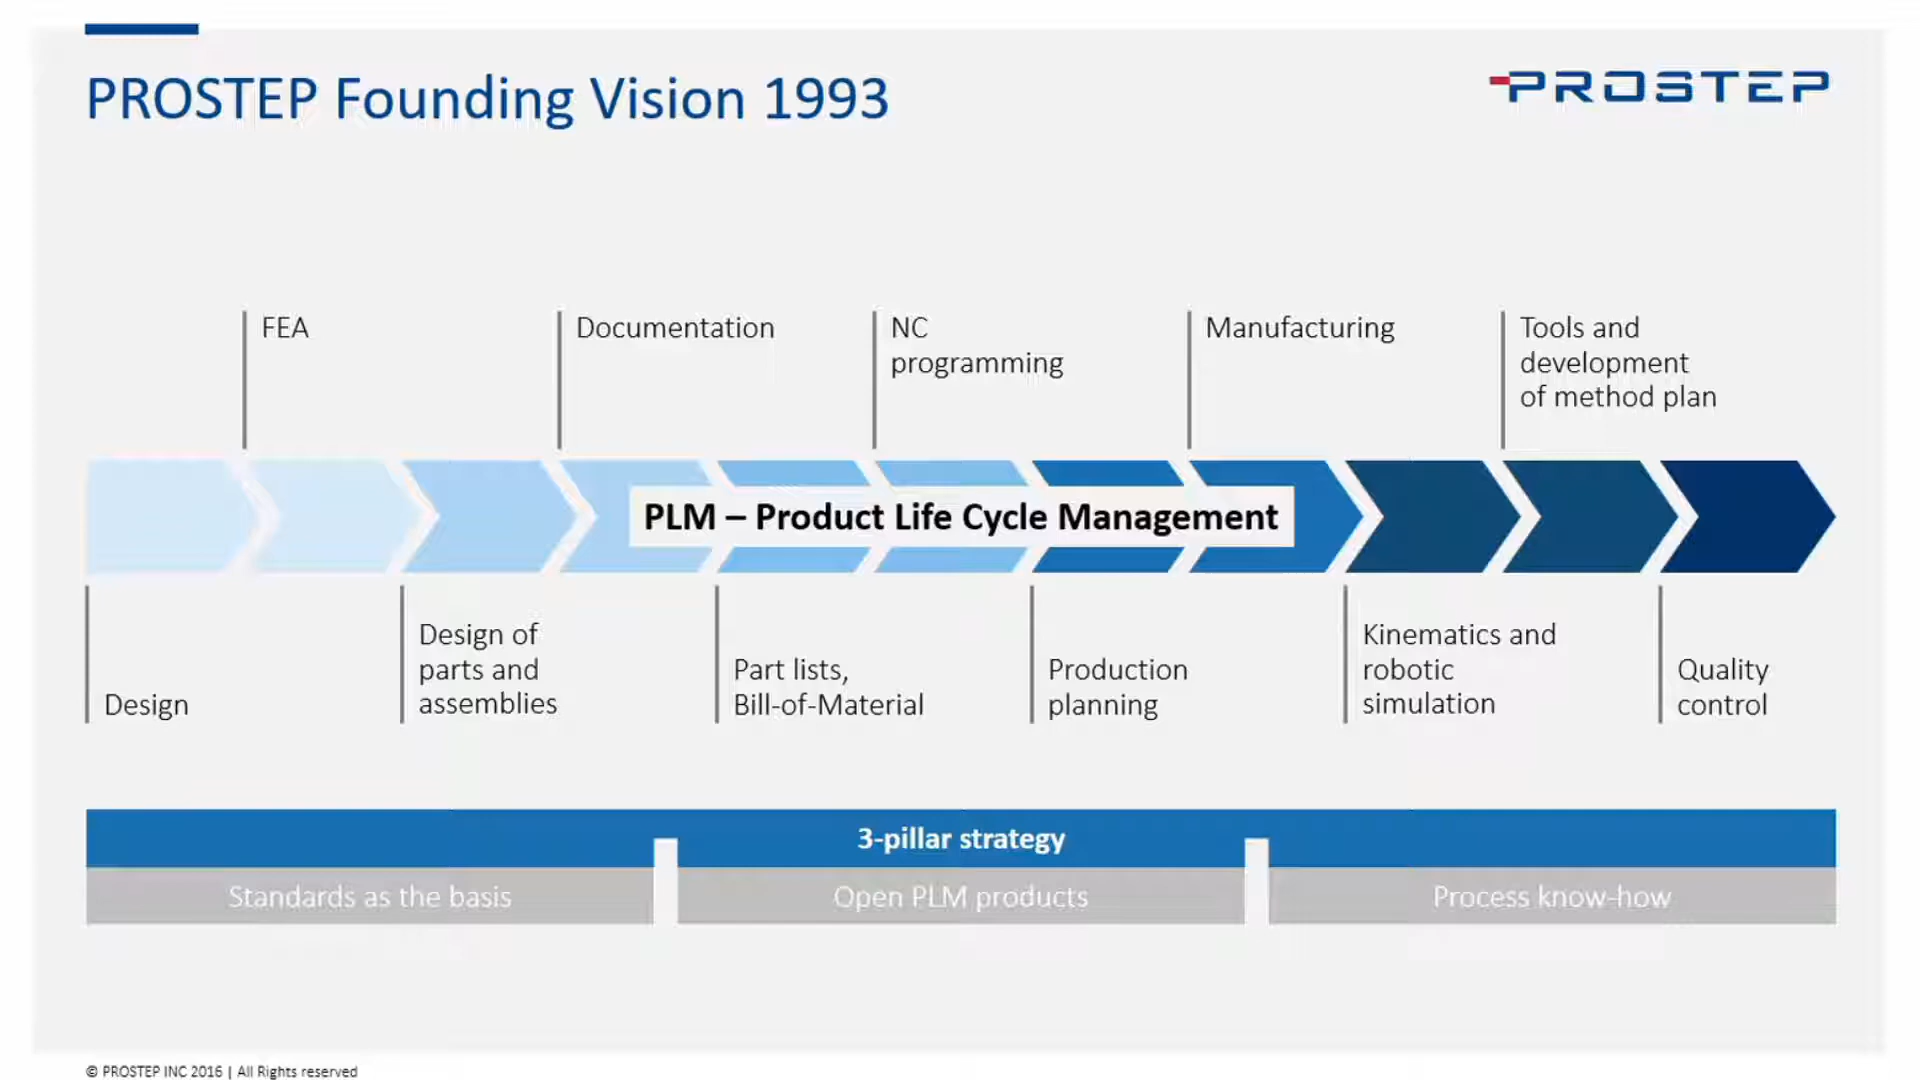 PROSTEP Founding Vision 1993
PROSTEP
FEA
Documentation
NC
programming
Manufacturing
Tools and
development
of method plan
PLM – Product Life Cycle Management
Design
Design of
parts and
assemblies
Part lists,
Bill-of-Material
Production
planning
Kinematics and
robotic
simulation
Quality
control
3-pillar strategy
Standards as the basis
Open PLM products
Process know-how
© PROSTEP INC 2016 | All Rights reserved